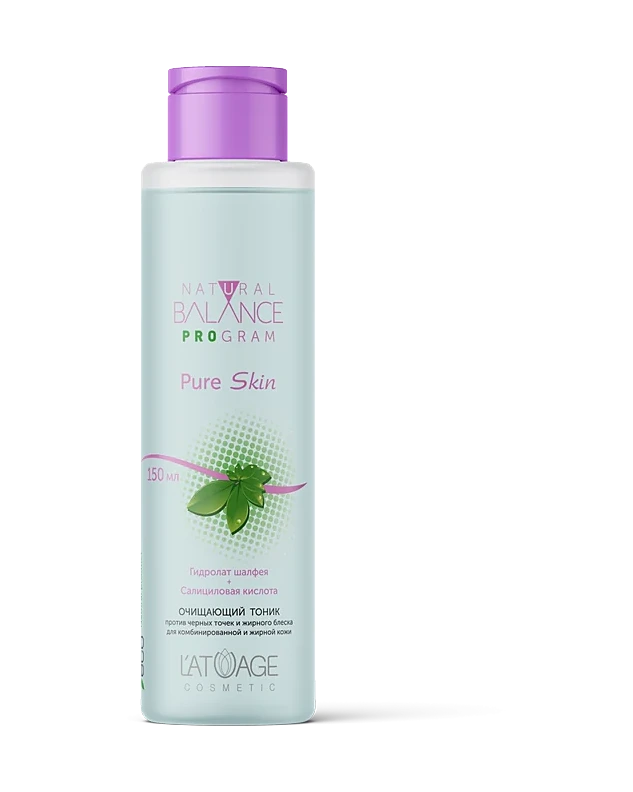 NATURAL
BALANCE
PROGRAM
Pure Skin
150 мл
Гидролат шалфея
+
Салициловая кислота
ОЧИЩАЮЩИЙ ТОНИК
против черных точек и жирного блеска
для комбинированной и жирной кожи
L'ATUAGE
COSMETIC